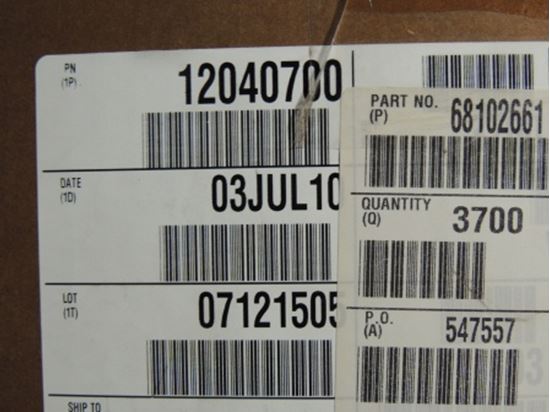 PN
(1P)
12040700
DATE
(1D)
03JUL10
LOT
(1T)
07121505
SHIP TO
PART NO.
(P)
68102661
QUANTITY
(Q)
3700
P.O.
(A)
547557